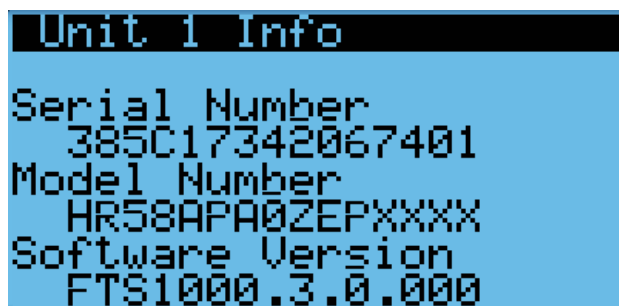 Unit 1 Info
Serial Number
385C17342067401
Model Number
HR58APA0ZEPXXXX
Software Version
FTS1000.3.0.000